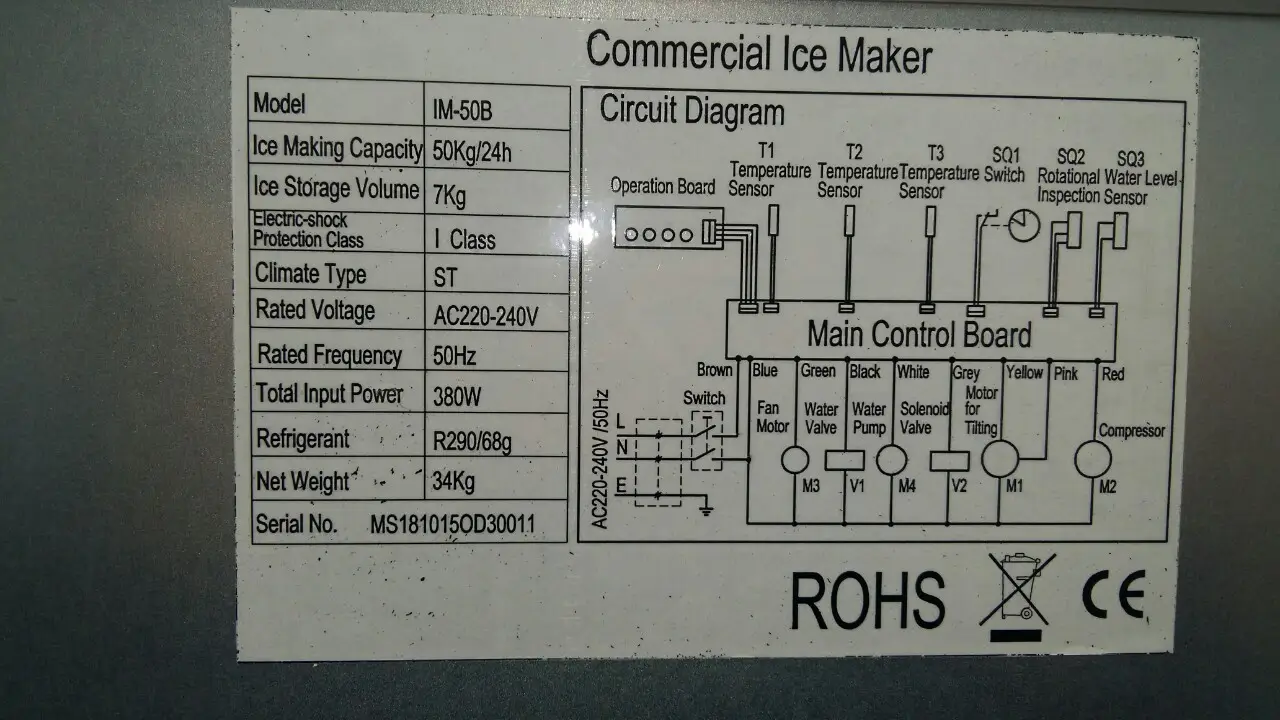 Commercial Ice Maker
Model IM-50B
Ice Making Capacity 50Kg/24h
Ice Storage Volume 7Kg
Electric-shock
Protection Class I Class
Climate Type ST
Rated Voltage AC220-240V
Rated Frequency 50Hz
Total Input Power 380W
Refrigerant R290/68g
Net Weight 34Kg
Serial No. MS181015OD30011
Circuit Diagram
Operation Board
T1
Temperature
Sensor
T2
Temperature
Sensor
T3
Temperature
Sensor
SQ1
Switch
SQ2
Rotational
Inspection
SQ3
Water Level
Sensor
Main Control Board
Brown Blue Green Black White Grey Yellow Pink Red
Switch
AC220-240V/50Hz
L
N
E
Fan
Motor
M3
Water
Valve
V1
Water
Pump
M4
Solenoid
Valve
V2
Motor
for
Tilting
M1
Compressor
M2
ROHS CE